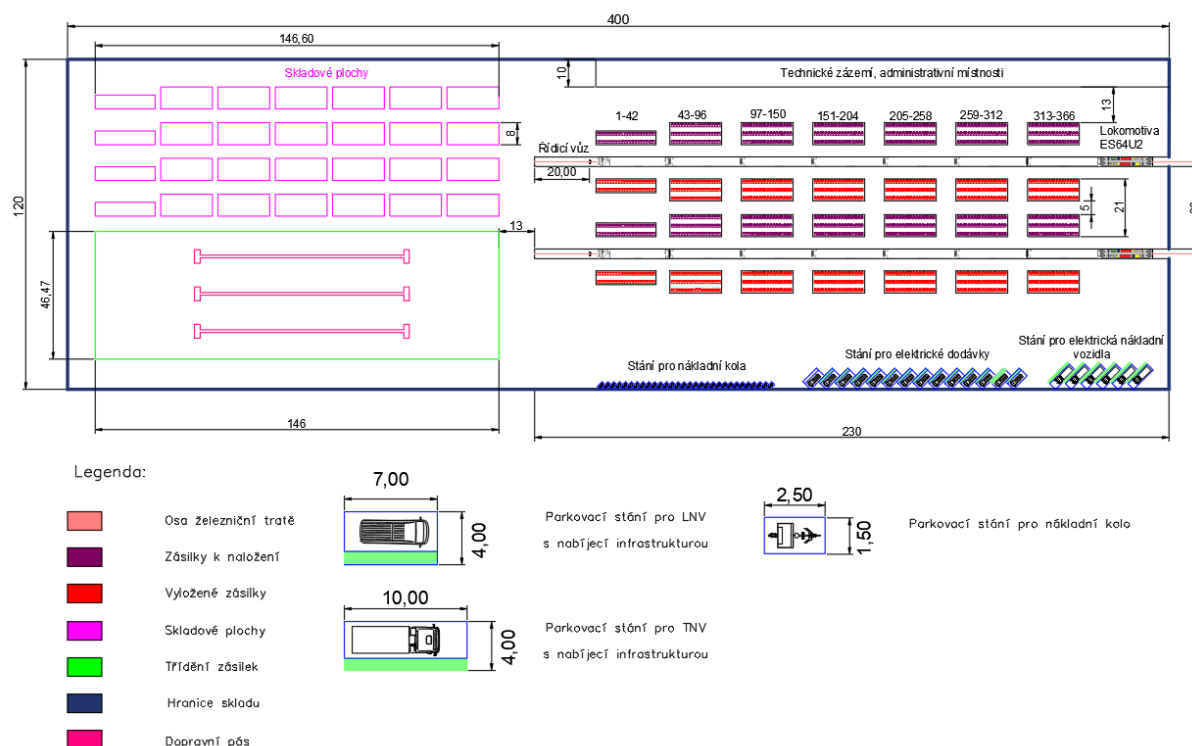 400
146,60
Skladové plochy
10
Technické zázemí, administrativní místnosti
13
1-42
43-96
97-150
151-204
205-258
259-312
313-366
Lokomotiva
ES64U2
8
Řídicí vůz
20,00
120
5
21
13
46,47
Stání pro nákladní kola
Stání pro elektrické dodávky
Stání pro elektrická nákladní
vozidla
146
230
Legenda:
Osa železniční tratě
Zásilky k naložení
Vyložené zásilky
Skladové plochy
Třídění zásilek
Hranice skladu
Dopravní pás
7,00
4,00
Parkovací stání pro LNV
s nabíjecí infrastrukturou
10,00
4,00
Parkovací stání pro TNV
s nabíjecí infrastrukturou
2,50
1,50
Parkovací stání pro nákladní kolo